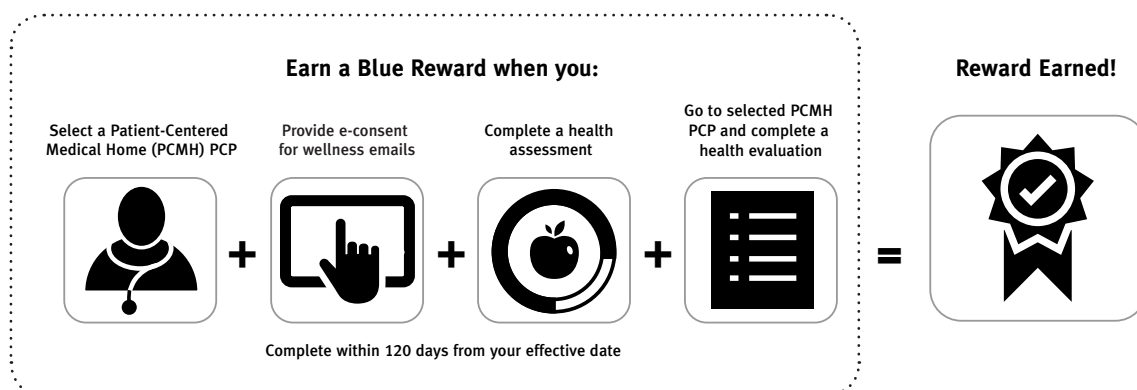 Earn a Blue Reward when you:
Reward Earned!
Select a Patient-Centered
Medical Home (PCMH) PCP
Provide e-consent
for wellness emails
Complete a health
assessment
Go to selected PCMH
PCP and complete a
health evaluation
+
+
+
=
Complete within 120 days from your effective date